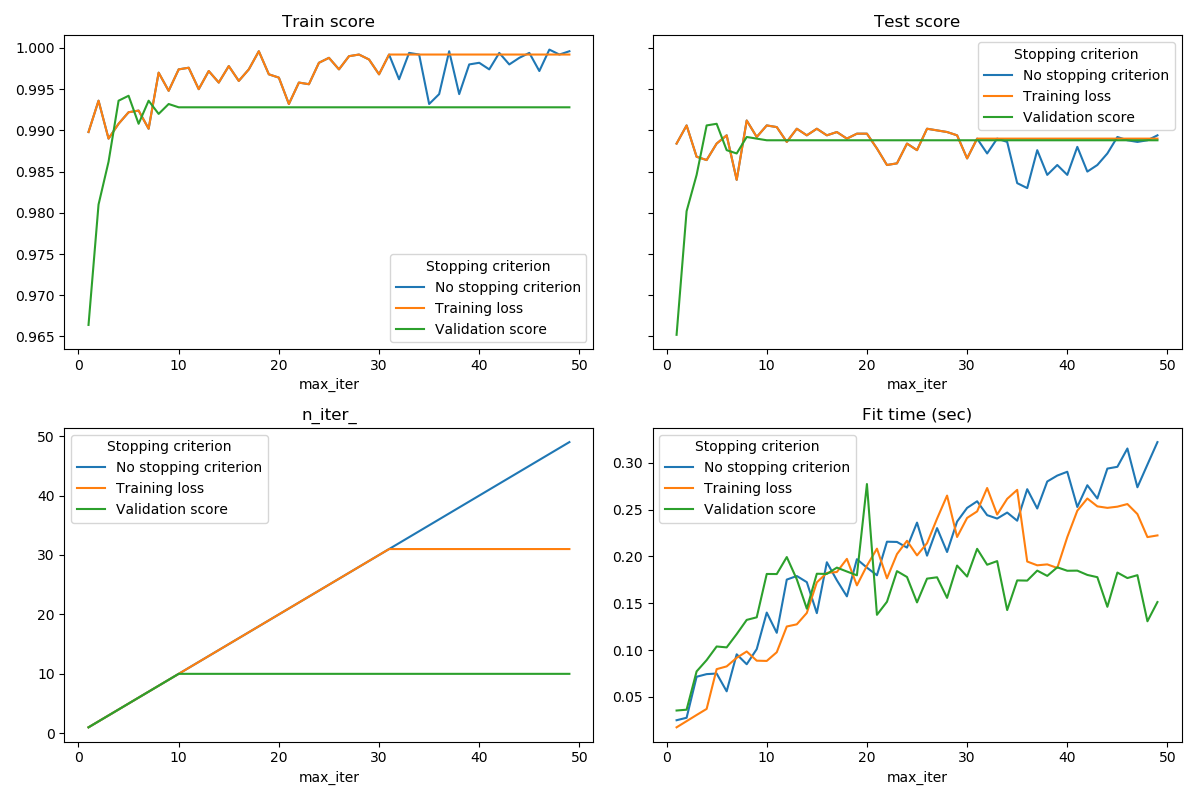 Train score
1.000
0.995
0.990
0.985
0.980
0.975
0.970
0.965
Stopping criterion
No stopping criterion
Training loss
Validation score
0 10 20 30 40 50
max_iter
Test score
Stopping criterion
No stopping criterion
Training loss
Validation score
0 10 20 30 40 50
max_iter
n_iter_
50
40
30
20
10
0
Stopping criterion
No stopping criterion
Training loss
Validation score
0 10 20 30 40 50
max_iter
Fit time (sec)
0.30
0.25
0.20
0.15
0.10
0.05
Stopping criterion
No stopping criterion
Training loss
Validation score
0 10 20 30 40 50
max_iter